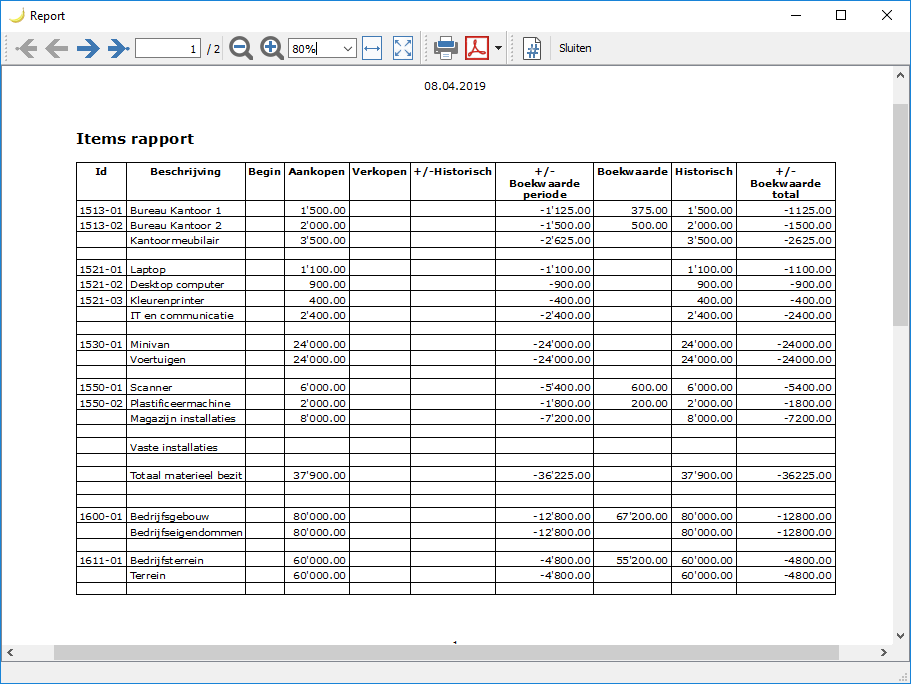 Report
1 / 2 80% Sluiten
08.04.2019
Items rapport
Id Beschrijving Begin Aankopen Verkopen +/-Historisch +/- Boekwaarde periode Boekwaarde Historisch +/- Boekwaarde total
1513-01 Bureau Kantoor 1 1'500.00 -1'125.00 375.00 1'500.00 -1125.00
1513-02 Bureau Kantoor 2 2'000.00 -1'500.00 500.00 2'000.00 -1500.00
Kantoormeubilair 3'500.00 -2'625.00 3'500.00 -2625.00
1521-01 Laptop 1'100.00 -1'100.00 1'100.00 -1100.00
1521-02 Desktop computer 900.00 -900.00 900.00 -900.00
1521-03 Kleurenprinter 400.00 -400.00 400.00 -400.00
IT en communicatie 2'400.00 -2'400.00 2'400.00 -2400.00
1530-01 Minivan 24'000.00 -24'000.00 24'000.00 -24000.00
Voertuigen 24'000.00 -24'000.00 24'000.00 -24000.00
1550-01 Scanner 6'000.00 -5'400.00 600.00 6'000.00 -5400.00
1550-02 Plastificeermachine 2'000.00 -1'800.00 200.00 2'000.00 -1800.00
Magazijn installaties 8'000.00 -7'200.00 8'000.00 -7200.00
Vaste installaties
Totaal materieel bezit 37'900.00 -36'225.00 37'900.00 -36225.00
1600-01 Bedrijfsgebouw 80'000.00 -12'800.00 67'200.00 80'000.00 -12800.00
Bedrijfseigendommen 80'000.00 -12'800.00 80'000.00 -12800.00
1611-01 Bedrijfsterrein 60'000.00 -4'800.00 55'200.00 60'000.00 -4800.00
Terrein 60'000.00 -4'800.00 60'000.00 -4800.00